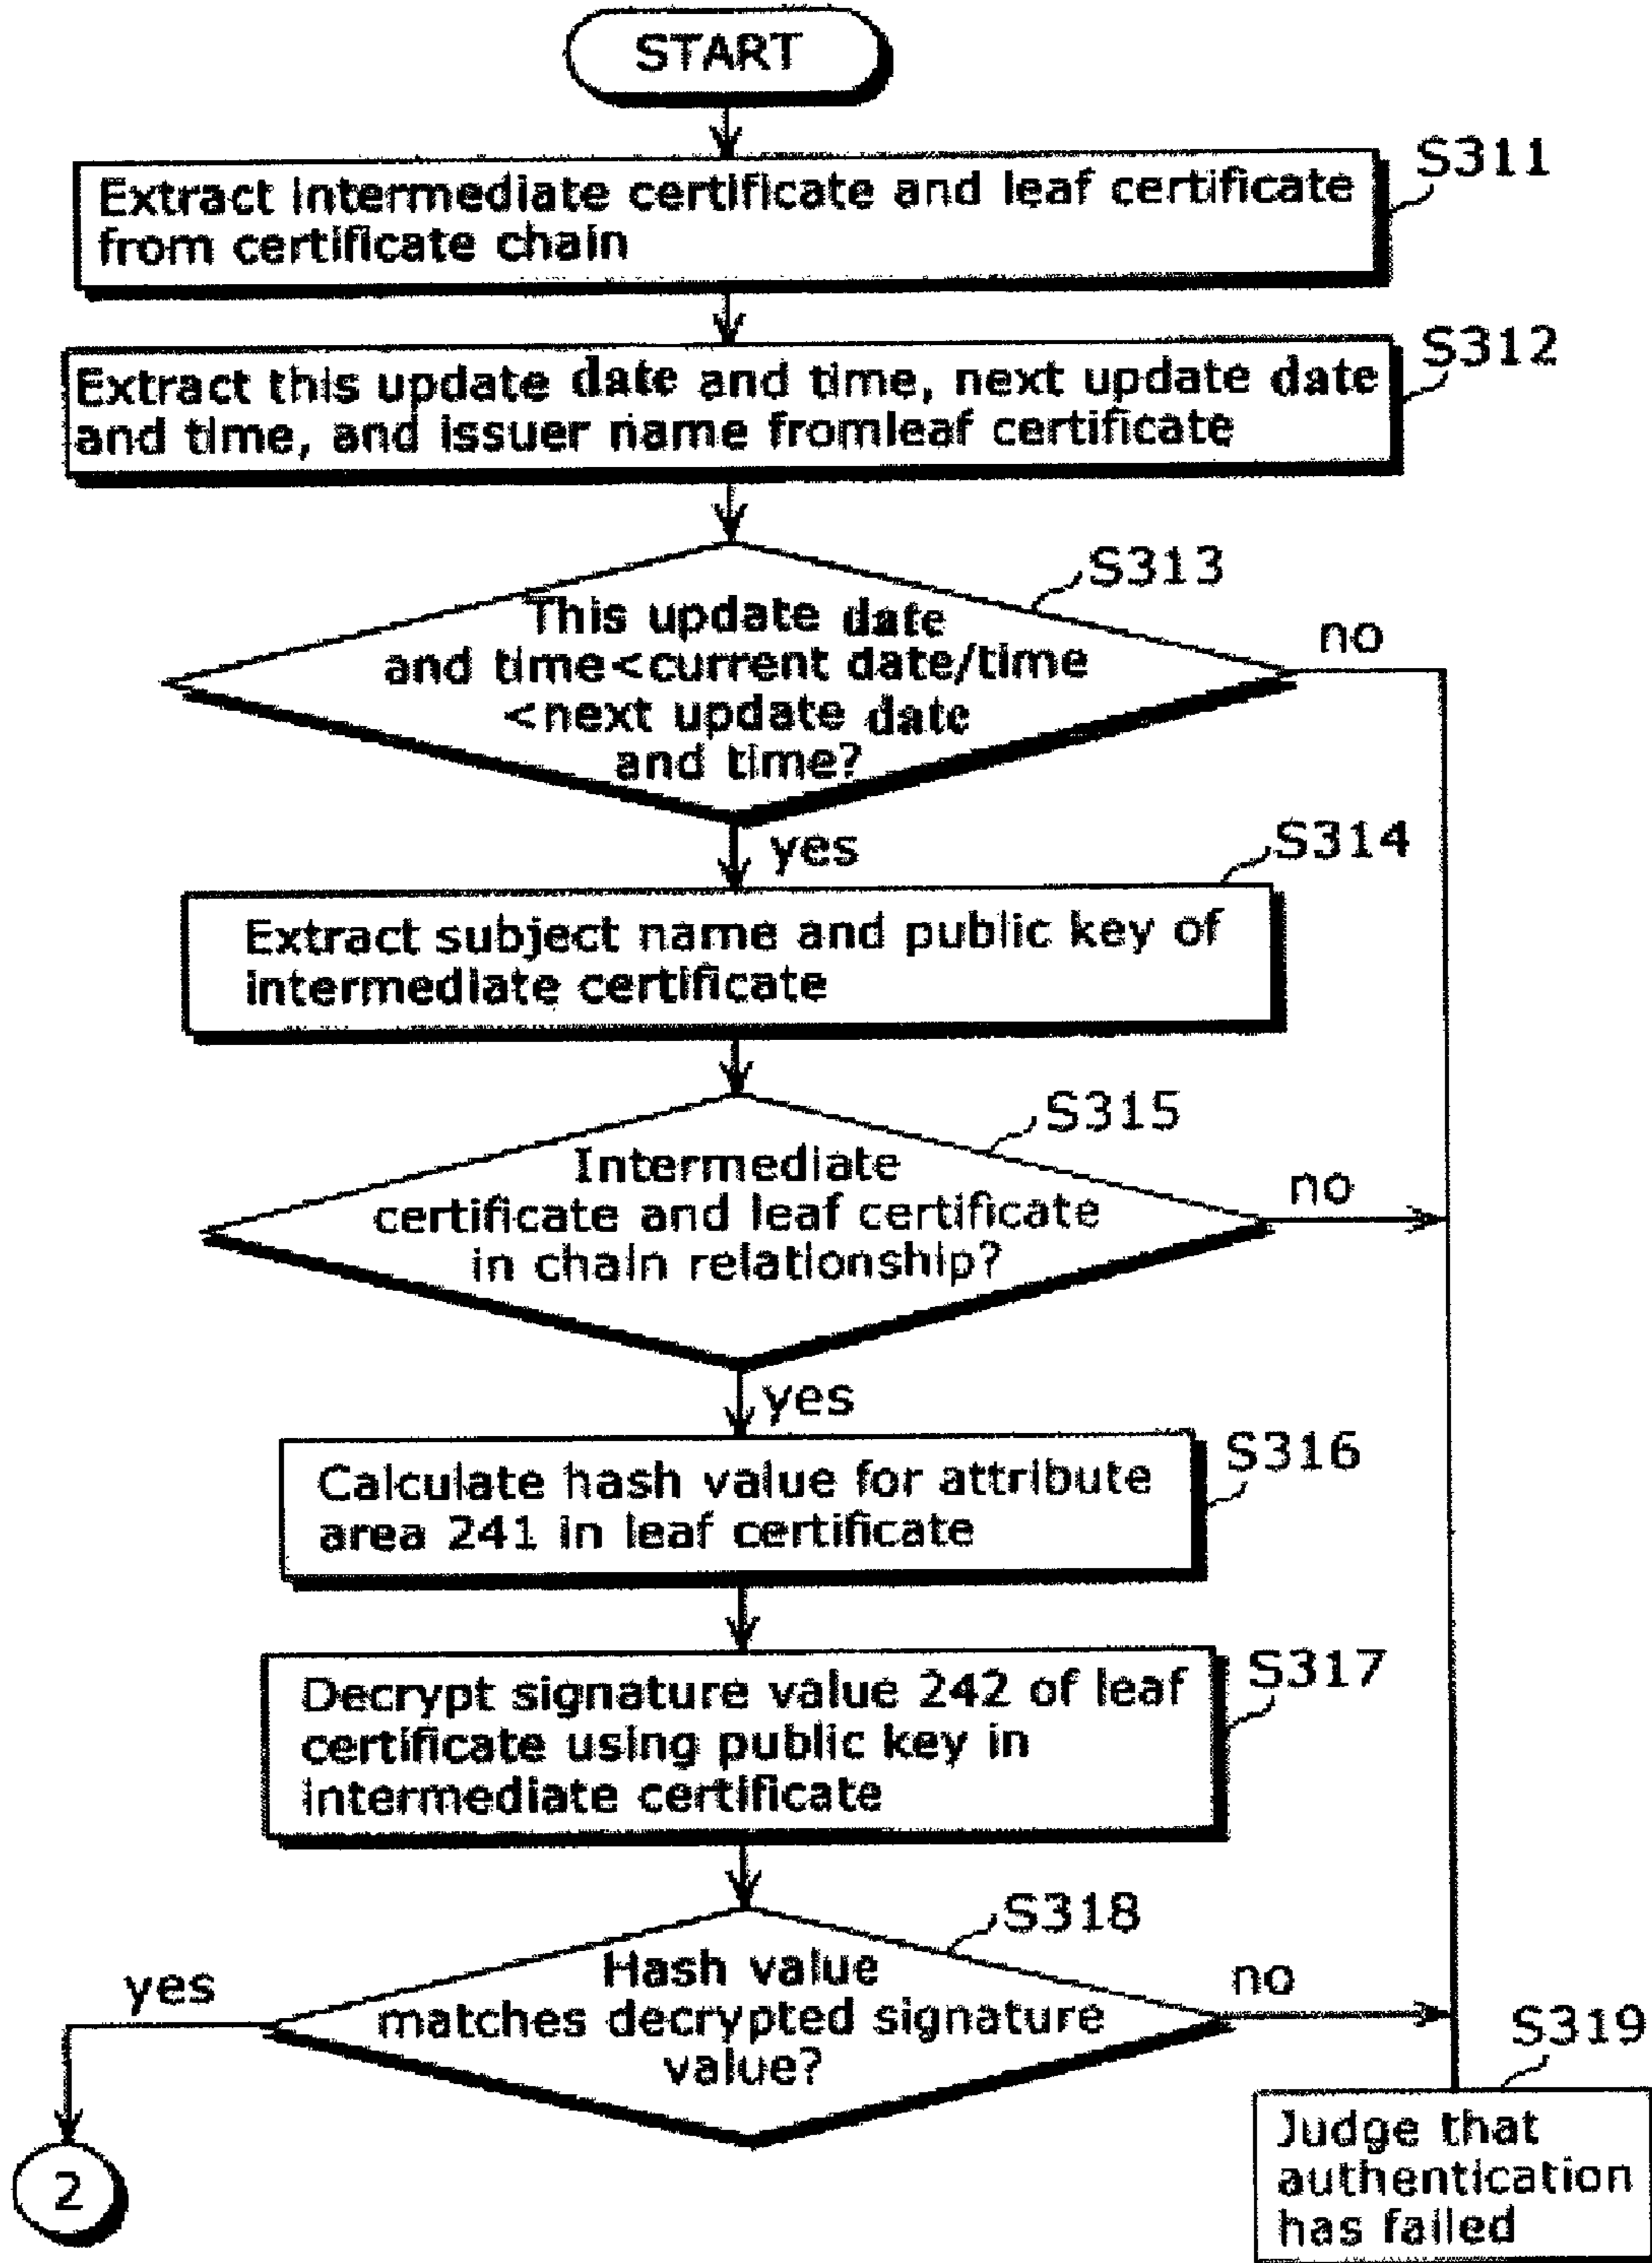 START
S311
Extract intermediate certificate and leaf certificate
from certificate chain
S312
Extract this update date and time, next update date
and time, and issuer name fromleaf certificate
S313
This update date
and time<current date/time
<next update date
and time?
no
yes
S314
Extract subject name and public key of
intermediate certificate
S315
Intermediate
certificate and leaf certificate
in chain relationship?
no
yes
S316
Calculate hash value for attribute
area 241 in leaf certificate
S317
Decrypt signature value 242 of leaf
certificate using public key in
intermediate certificate
S318
Hash value
matches decrypted signature
value?
yes
no
S319
Judge that
authentication
has failed
2